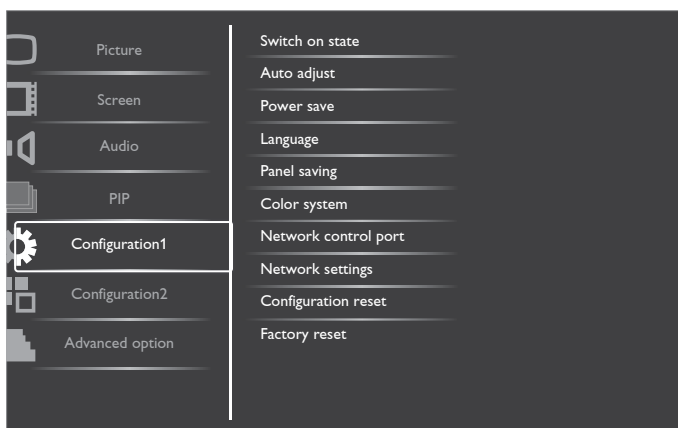 Picture
Screen
Audio
PIP
Configuration1
Configuration2
Advanced option
Switch on state
Auto adjust
Power save
Language
Panel saving
Color system
Network control port
Network settings
Configuration reset
Factory reset